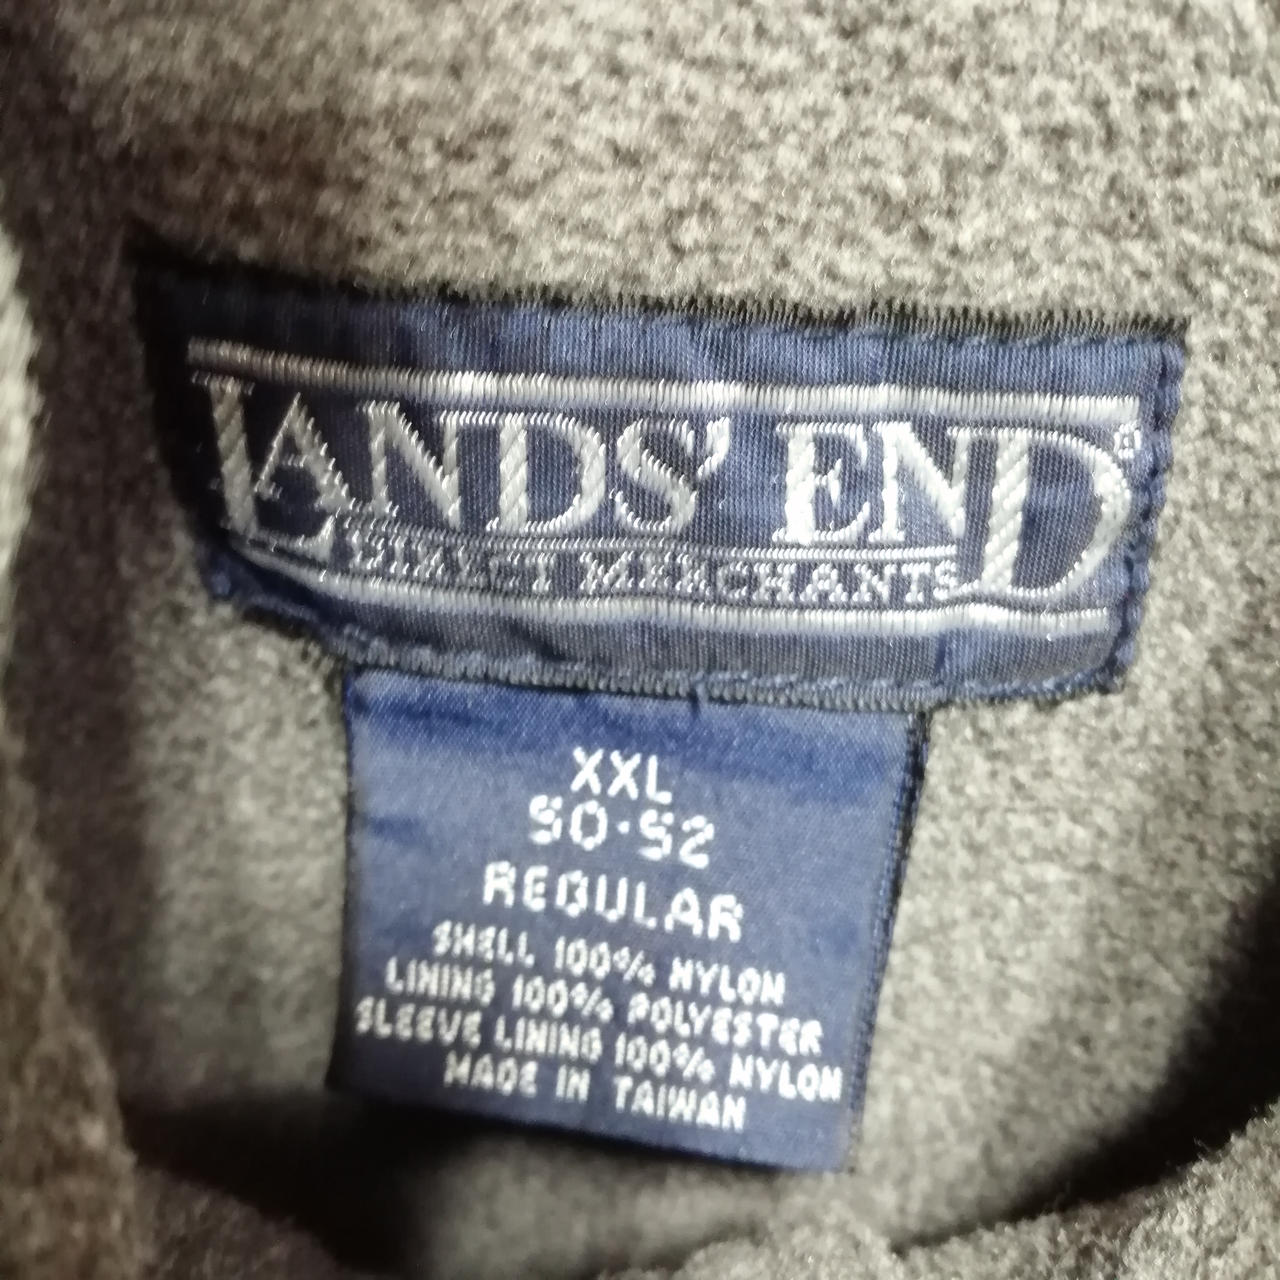 LANDS' END®
DIRECT MERCHANTS
XXL
50-52
REGULAR
SHELL 100% NYLON
LINING 100% POLYESTER
SLEEVE LINING 100% NYLON
MADE IN TAIWAN